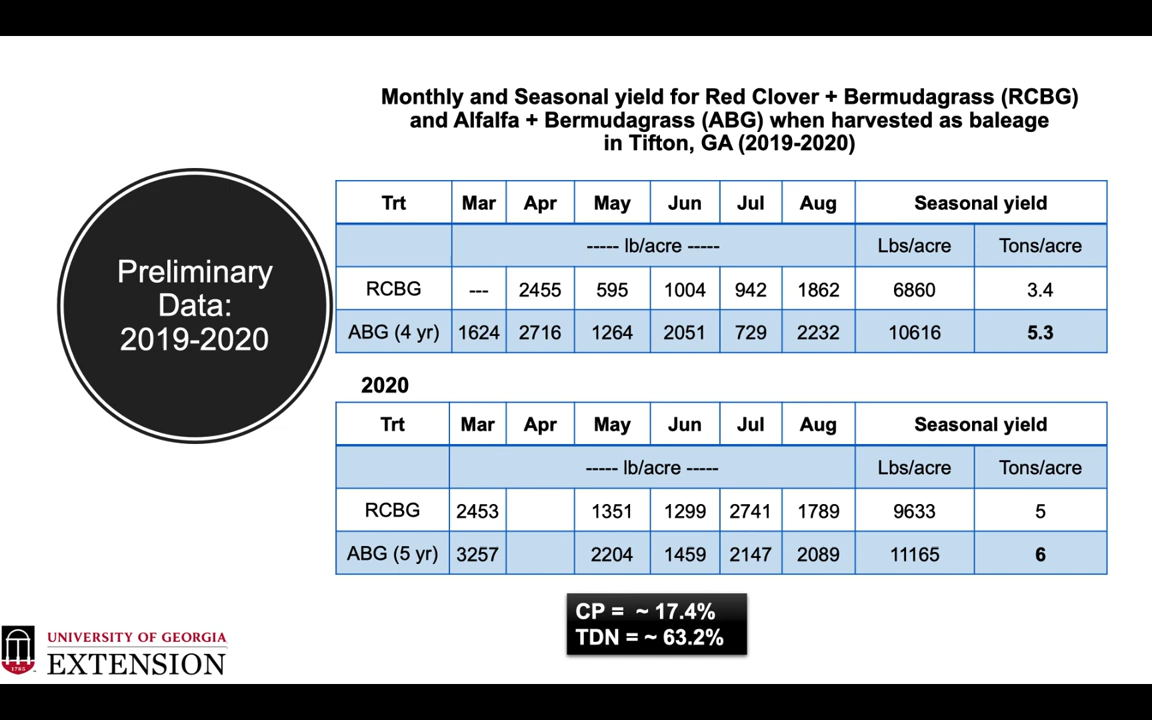 Monthly and Seasonal yield for Red Clover + Bermudagrass (RCBG)
and Alfalfa + Bermudagrass (ABG) when harvested as baleage
in Tifton, GA (2019-2020)
Preliminary
Data:
2019-2020
Trt Mar Apr May Jun Jul Aug Seasonal yield
----- lb/acre ----- Lbs/acre Tons/acre
RCBG --- 2455 595 1004 942 1862 6860 3.4
ABG (4 yr) 1624 2716 1264 2051 729 2232 10616 5.3
2020
Trt Mar Apr May Jun Jul Aug Seasonal yield
----- lb/acre ----- Lbs/acre Tons/acre
RCBG 2453 1351 1299 2741 1789 9633 5
ABG (5 yr) 3257 2204 1459 2147 2089 11165 6
CP = ~ 17.4%
TDN = ~ 63.2%
1785
UNIVERSITY OF GEORGIA
EXTENSION